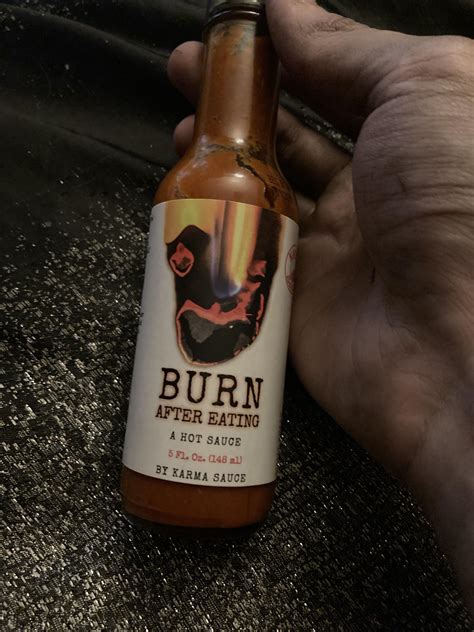 BURN
AFTER EATING
A HOT SAUCE
5 Fl. Oz. (148 ml)
BY KARMA SAUCE